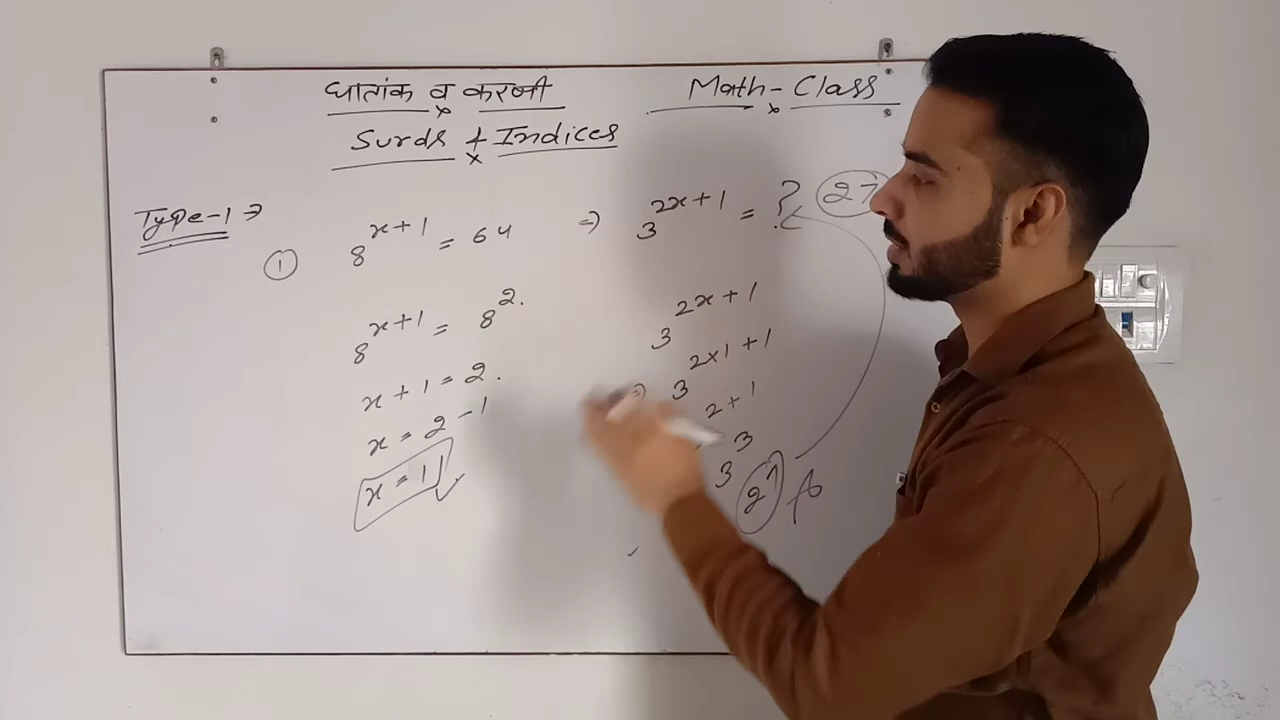 घातांक व करणी
Math - Class
Surds & Indices
Type-1 ⇒
① 8^{x+1} = 64 ⇒ 3^{2x+1} = ? 27
8^{x+1} = 8^{2}.
x + 1 = 2.
x = 2 - 1
x = 1
3^{2x+1}
3^{2×1+1}
2 + 1
3^{3}
27